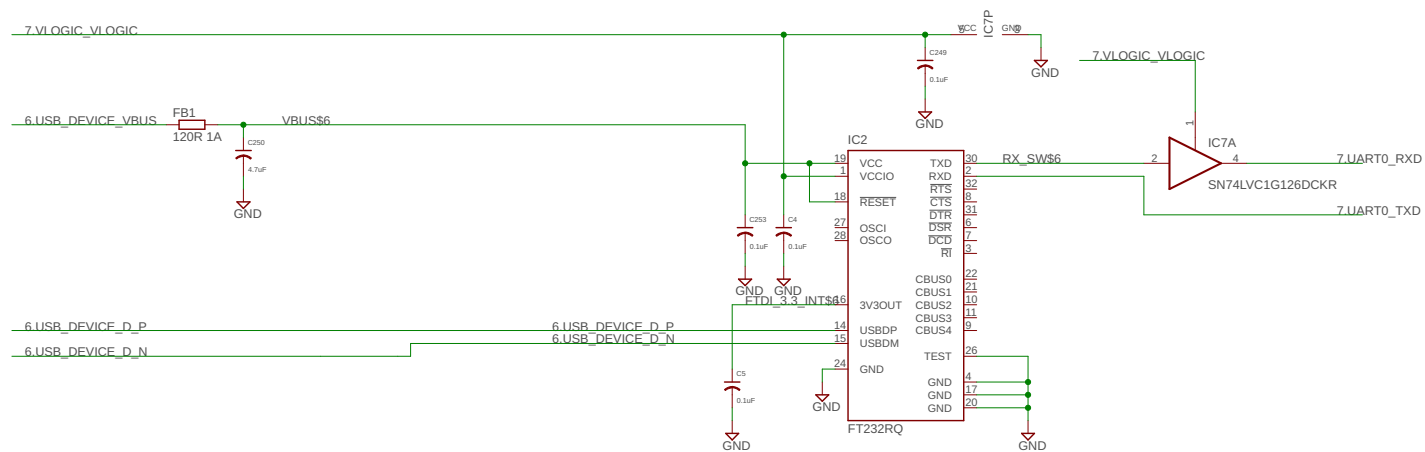 7.VLOGIC_VLOGIC
VCC
5
IC7P
GND
3
C249
0.1uF
GND
GND
7.VLOGIC_VLOGIC
6.USB_DEVICE_VBUS
FB1
120R 1A
VBUS$6
C250
4.7uF
GND
IC2
19 VCC TXD 30
1 VCCIO RXD 2
18 RESET RTS 32
CTS 8
DTR 31
27 OSCI DSR 6
28 OSCO DCD 7
RI 3
CBUS0 22
CBUS1 21
16 3V3OUT CBUS2 10
CBUS3 11
14 USBDP CBUS4 9
15 USBDM
TEST 26
24 GND
GND 4
GND 17
GND 20
FT232RQ
RX_SW$6
1
2
IC7A
4
SN74LVC1G126DCKR
7.UART0_RXD
7.UART0_TXD
C253
0.1uF
GND
C4
0.1uF
GND
FTDI_3.3_INT$6
6.USB_DEVICE_D_P
6.USB_DEVICE_D_P
6.USB_DEVICE_D_N
6.USB_DEVICE_D_N
C5
0.1uF
GND
GND
GND